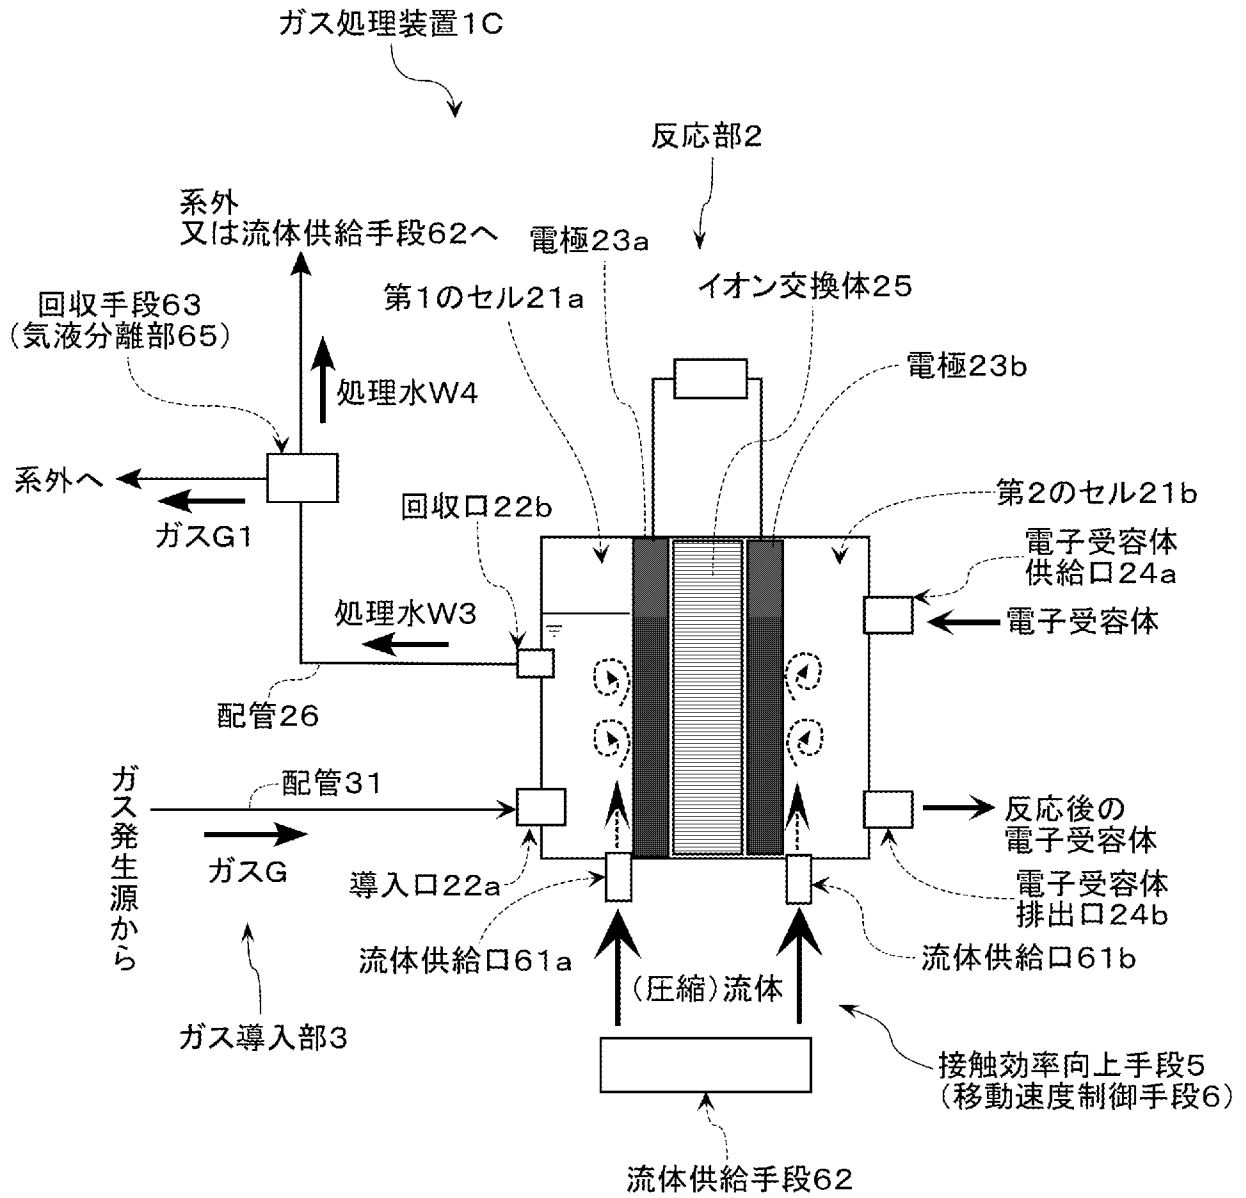 ガス処理装置1C
反応部2
系外
又は流体供給手段62へ
電極23a
イオン交換体25
第1のセル21a
回収手段63
(気液分離部65)
電極23b
処理水W4
系外へ
ガスG1
回収口22b
第2のセル21b
電子受容体
供給口24a
電子受容体
処理水W3
配管26
配管31
ガス発生源から
ガスG
反応後の
電子受容体
導入口22a
電子受容体
排出口24b
流体供給口61a
流体供給口61b
(圧縮)流体
ガス導入部3
接触効率向上手段5
(移動速度制御手段6)
流体供給手段62